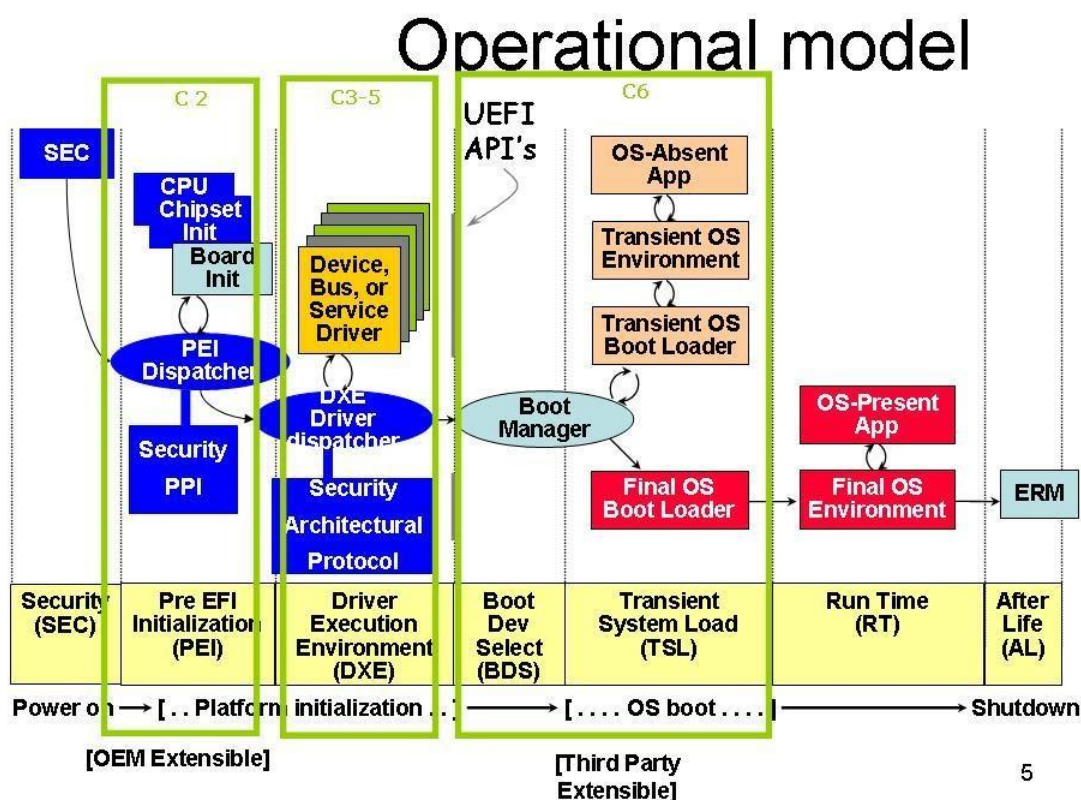 Operational model
C 2
C3-5
C6
UEFI
API's
SEC
CPU
Chipset
Init
Board
Init
PEI
Dispatcher
Security
PPI
Device,
Bus, or
Service
Driver
DXE
Driver
dispatcher
Security
Architectural
Protocol
Boot
Manager
OS-Absent
App
Transient OS
Environment
Transient OS
Boot Loader
Final OS
Boot Loader
OS-Present
App
Final OS
Environment
ERM
Security
(SEC)
Pre EFI
Initialization
(PEI)
Driver
Execution
Environment
(DXE)
Boot
Dev
Select
(BDS)
Transient
System Load
(TSL)
Run Time
(RT)
After
Life
(AL)
Power on [ . . Platform initialization . . ] [ . . . . OS boot . . . . ] Shutdown
[OEM Extensible]
[Third Party
Extensible]
5